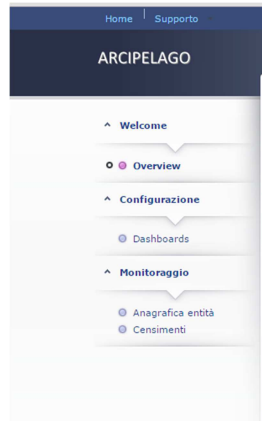 Home Supporto
ARCIPELAGO
Welcome
Overview
Configurazione
Dashboards
Monitoraggio
Anagrafica entità
Censimenti